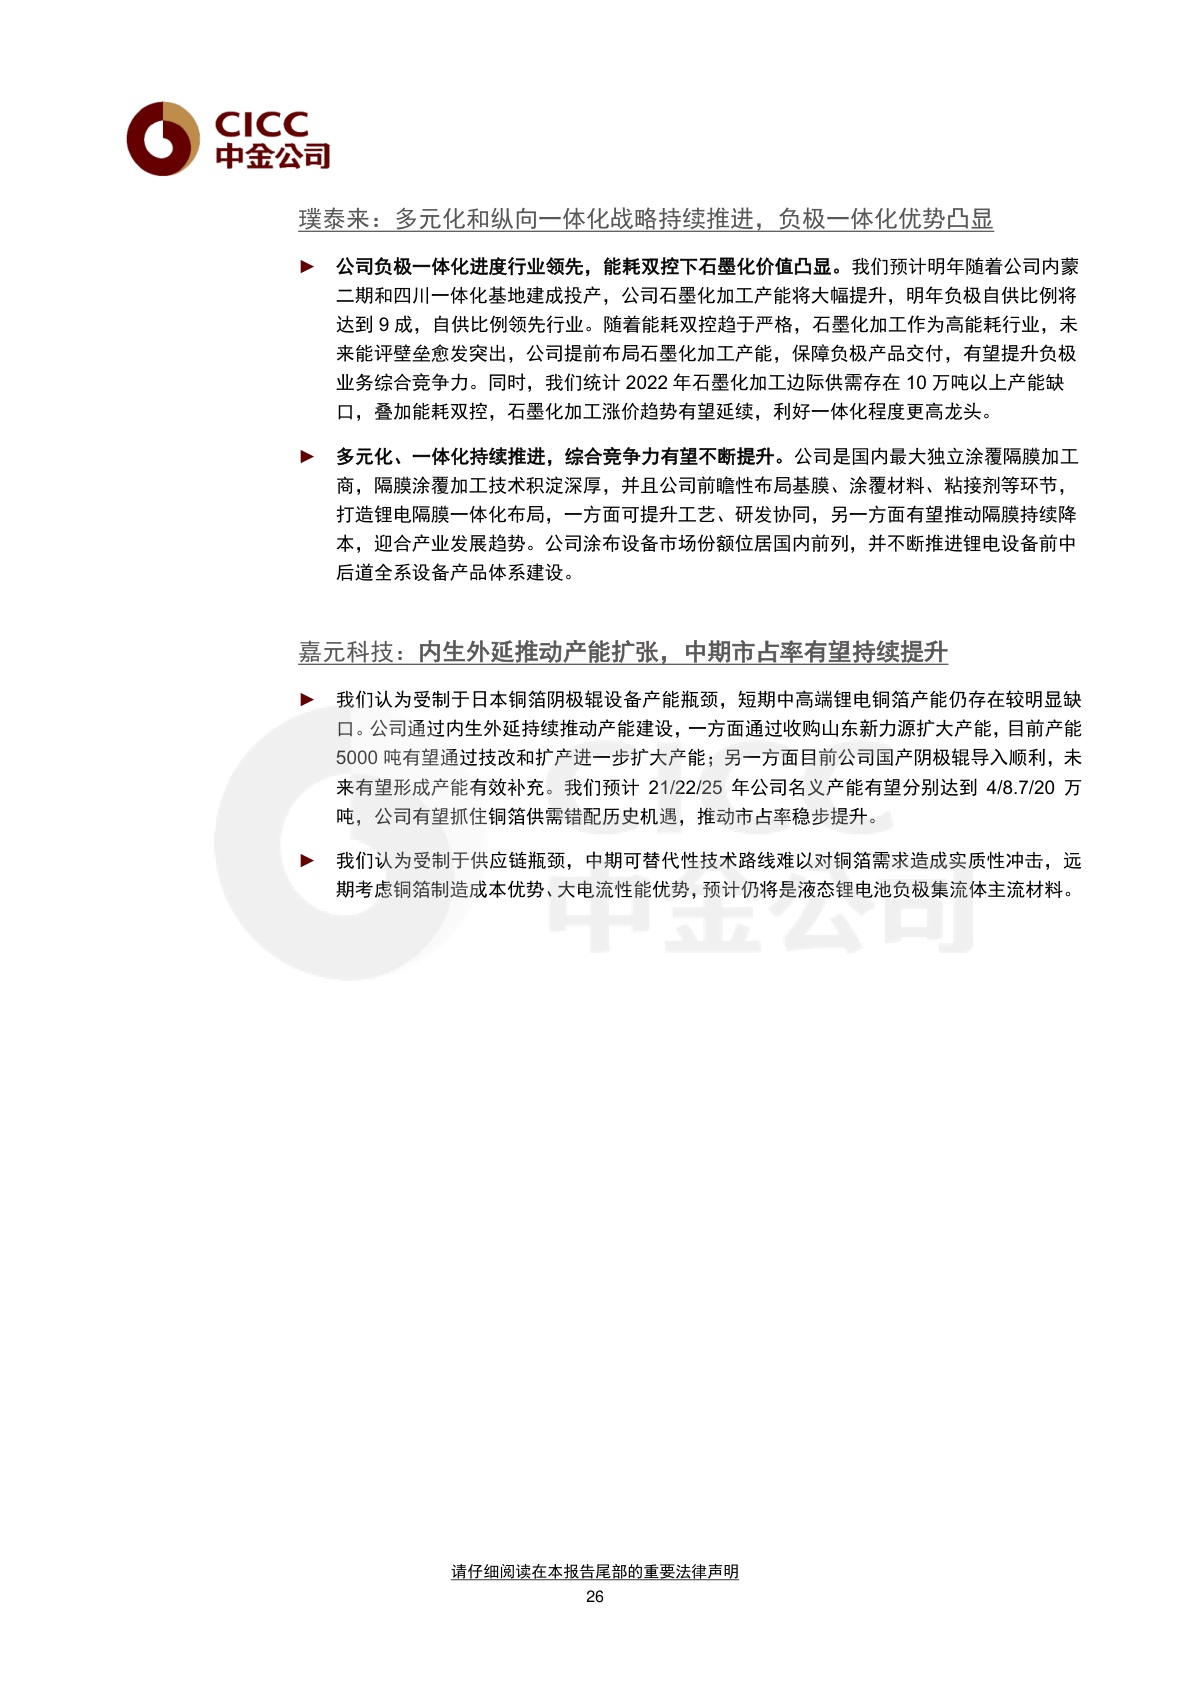 CICC
中金公司
璞泰来：多元化和纵向一体化战略持续推进，负极一体化优势凸显
► 公司负极一体化进度行业领先，能耗双控下石墨化价值凸显。我们预计明年随着公司内蒙
二期和四川一体化基地建成投产，公司石墨化加工产能将大幅提升，明年负极自供比例将
达到 9 成，自供比例领先行业。随着能耗双控趋于严格，石墨化加工作为高能耗行业，未
来能评壁垒愈发突出，公司提前布局石墨化加工产能，保障负极产品交付，有望提升负极
业务综合竞争力。同时，我们统计 2022 年石墨化加工边际供需存在 10 万吨以上产能缺
口，叠加能耗双控，石墨化加工涨价趋势有望延续，利好一体化程度更高龙头。
► 多元化、一体化持续推进，综合竞争力有望不断提升。公司是国内最大独立涂覆隔膜加工
商，隔膜涂覆加工技术积淀深厚，并且公司前瞻性布局基膜、涂覆材料、粘接剂等环节，
打造锂电隔膜一体化布局，一方面可提升工艺、研发协同，另一方面有望推动隔膜持续降
本，迎合产业发展趋势。公司涂布设备市场份额位居国内前列，并不断推进锂电设备前中
后道全系设备产品体系建设。
嘉元科技：内生外延推动产能扩张，中期市占率有望持续提升
► 我们认为受制于日本铜箔阴极辊设备产能瓶颈，短期中高端锂电铜箔产能仍存在较明显缺
口。公司通过内生外延持续推动产能建设，一方面通过收购山东新力源扩大产能，目前产能
5000 吨有望通过技改和扩产进一步扩大产能；另一方面目前公司国产阴极辊导入顺利，未
来有望形成产能有效补充。我们预计 21/22/25 年公司名义产能有望分别达到 4/8.7/20 万
吨，公司有望抓住铜箔供需错配历史机遇，推动市占率稳步提升。
► 我们认为受制于供应链瓶颈，中期可替代性技术路线难以对铜箔需求造成实质性冲击，远
期考虑铜箔制造成本优势、大电流性能优势，预计仍将是液态锂电池负极集流体主流材料。
CICC
中金公司
请仔细阅读在本报告尾部的重要法律声明
26